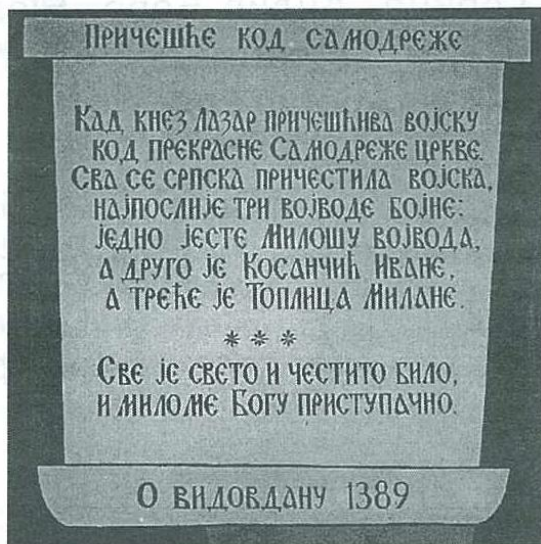 Причешће код Самодреже
Кад кнез Лазар причешћива војску
код прекрасне Самодреже цркве.
Сва се српска причестила војска,
најпослије три војводе бојне:
једно јесте Милошу војвода,
а друго је Косанчић Иване,
а треће је Топлица Милане.
* * *
Све је свето и честито било,
и миломе Богу приступачно.
О Видовдану 1389